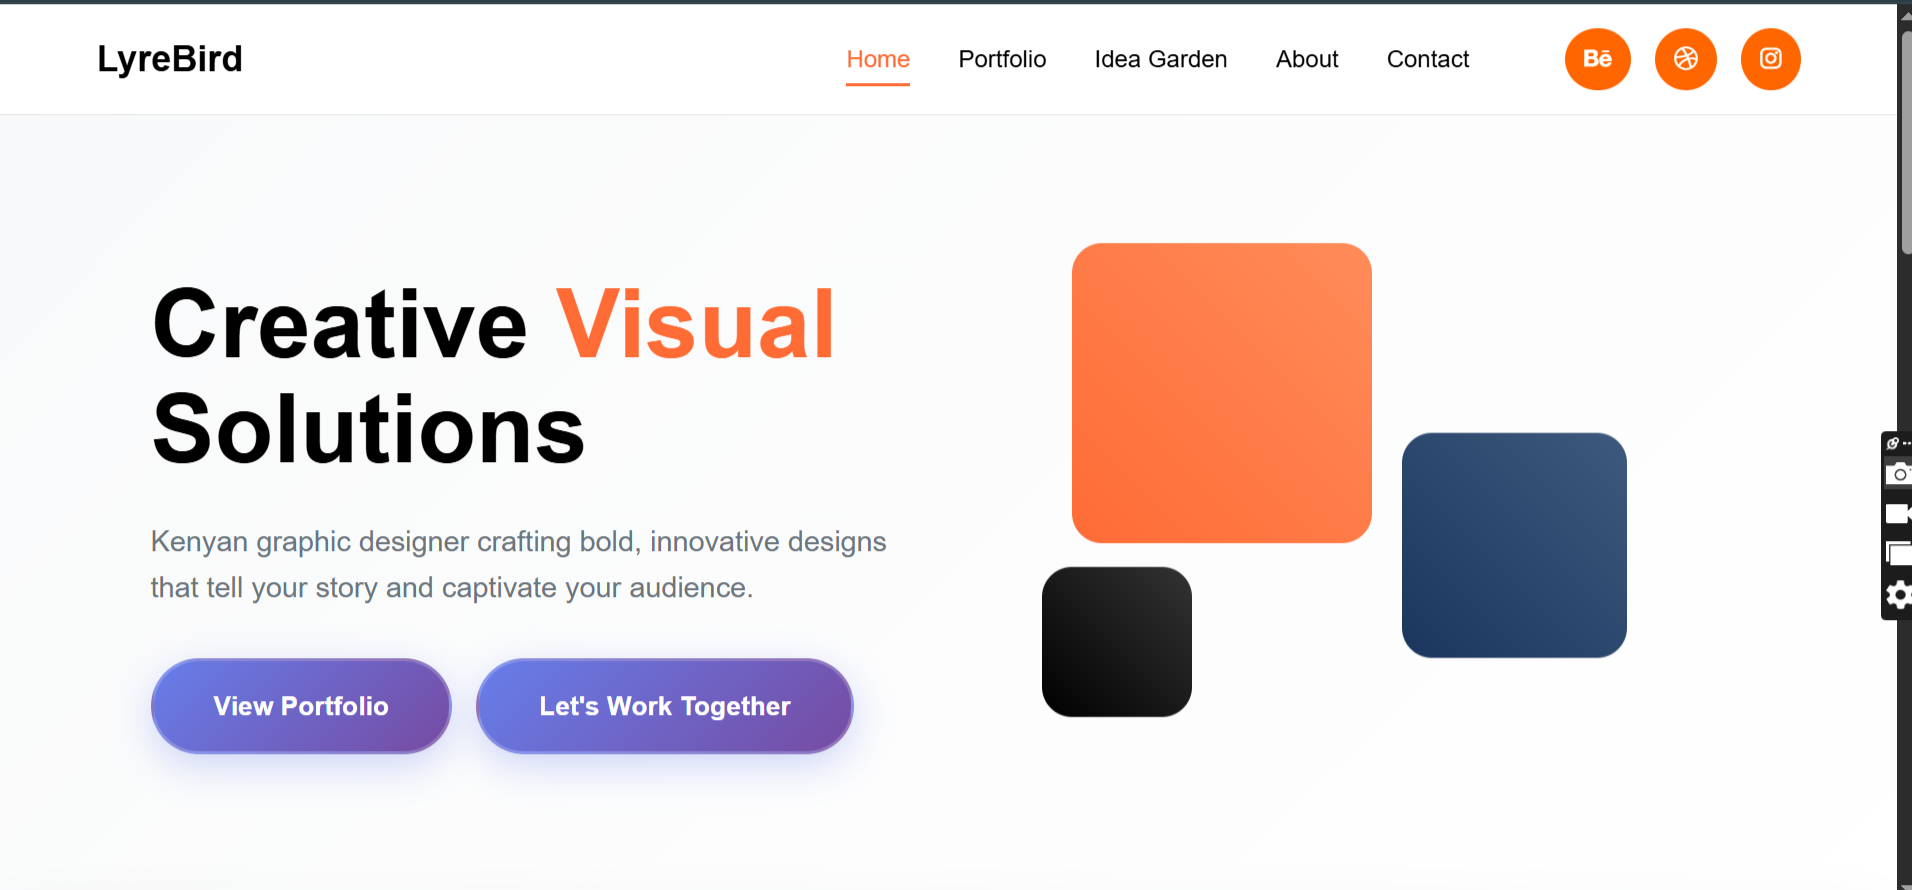 LyreBird
Home Portfolio Idea Garden About Contact Bē
Creative Visual
Solutions
Kenyan graphic designer crafting bold, innovative designs
that tell your story and captivate your audience.
View Portfolio Let's Work Together